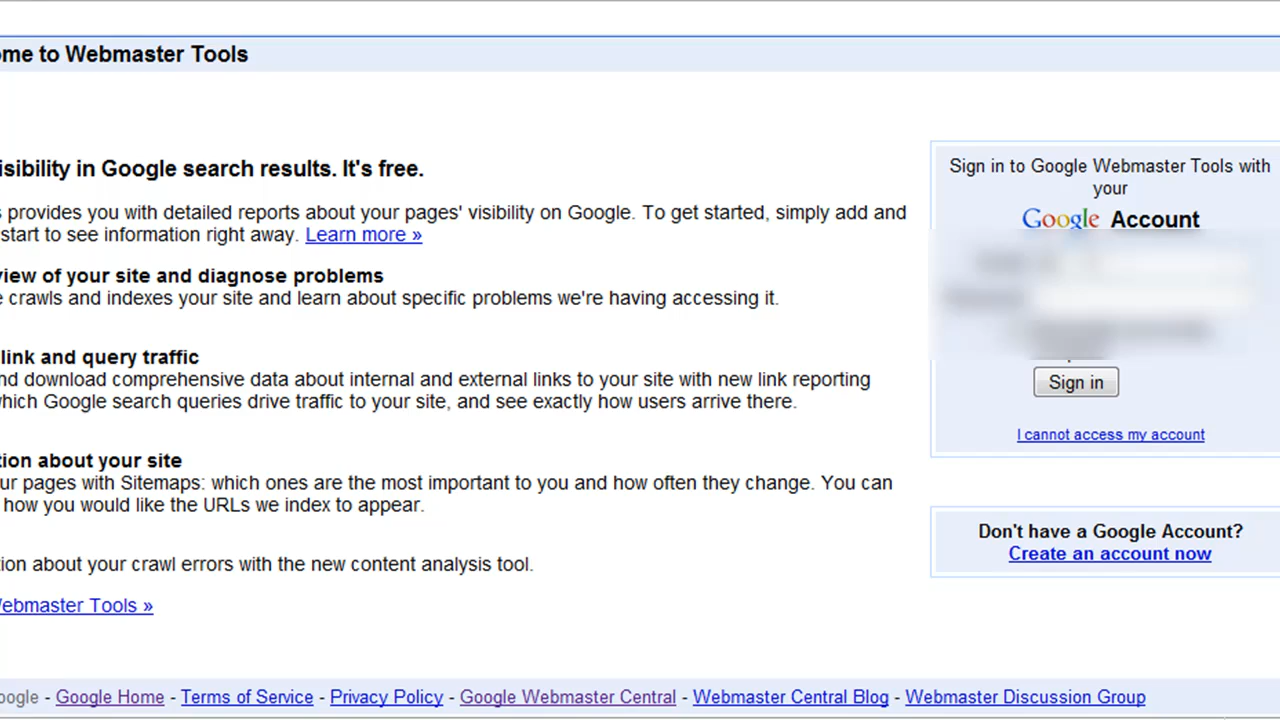 ome to Webmaster Tools
isibility in Google search results. It's free.
s provides you with detailed reports about your pages' visibility on Google. To get started, simply add and
start to see information right away. Learn more »
view of your site and diagnose problems
e crawls and indexes your site and learn about specific problems we're having accessing it.
link and query traffic
nd download comprehensive data about internal and external links to your site with new link reporting
which Google search queries drive traffic to your site, and see exactly how users arrive there.
tion about your site
ur pages with Sitemaps: which ones are the most important to you and how often they change. You can
how you would like the URLs we index to appear.
tion about your crawl errors with the new content analysis tool.
Webmaster Tools »
Sign in to Google Webmaster Tools with
your
Google Account
Sign in
I cannot access my account
Don't have a Google Account?
Create an account now
oogle - Google Home - Terms of Service - Privacy Policy - Google Webmaster Central - Webmaster Central Blog - Webmaster Discussion Group